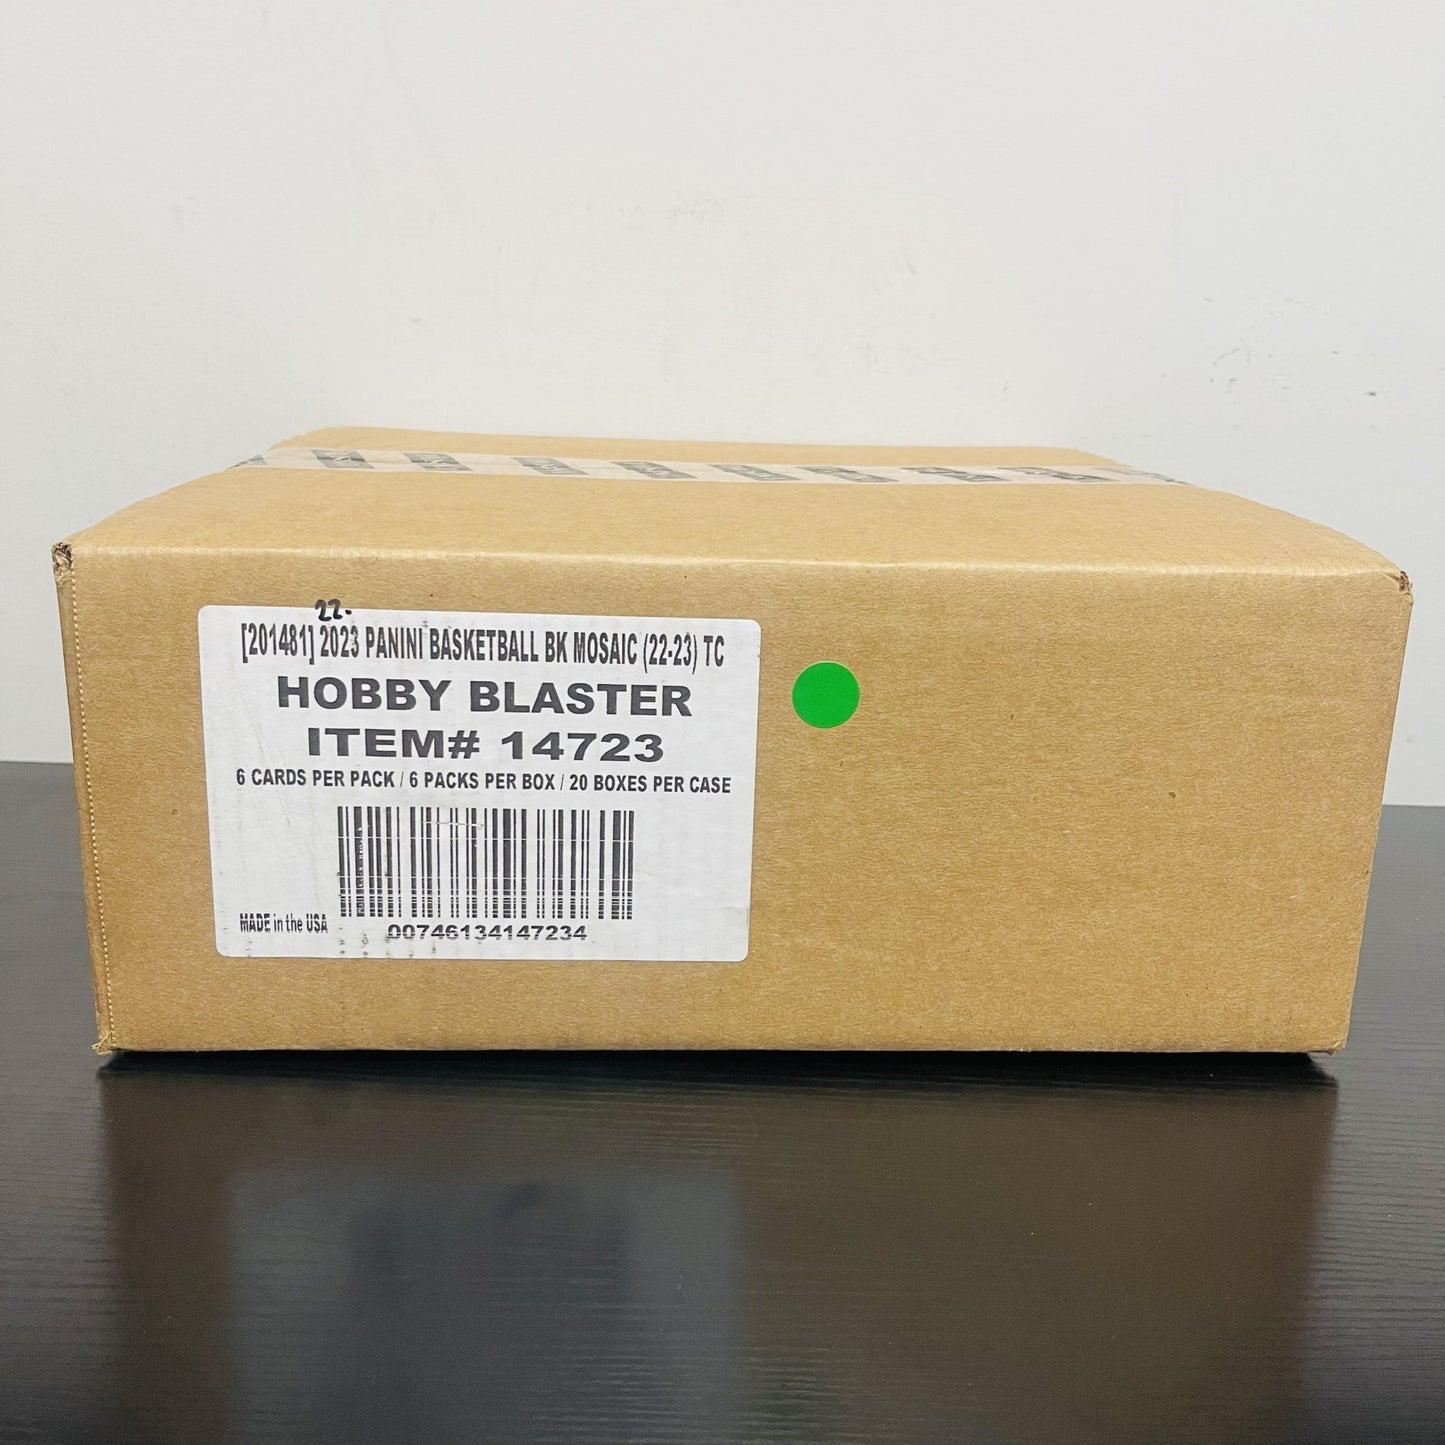 22-
[201481] 2023 PANINI BASKETBALL BK MOSAIC (22-23) TC
HOBBY BLASTER
ITEM# 14723
6 CARDS PER PACK / 6 PACKS PER BOX / 20 BOXES PER CASE
MADE in the USA
00746134147234